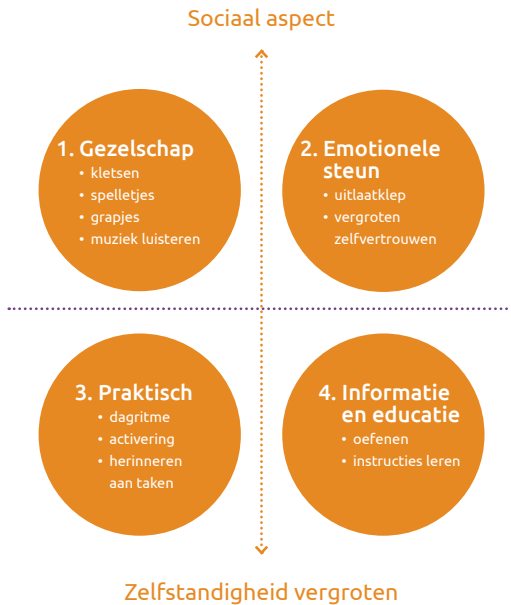 Sociaal aspect
1. Gezelschap
• kletsen
• spelletjes
• grapjes
• muziek luisteren
2. Emotionele
steun
• uitlaatklep
• vergroten
zelfvertrouwen
3. Praktisch
• dagritme
• activering
• herinneren
aan taken
4. Informatie
en educatie
• oefenen
• instructies leren
Zelfstandigheid vergroten